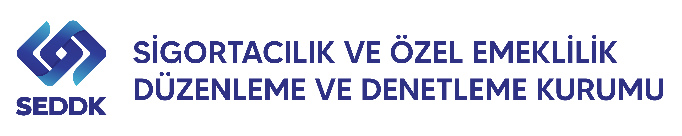 SİGORTACILIK VE ÖZEL EMEKLİLİK
DÜZENLEME VE DENETLEME KURUMU
SEDDK